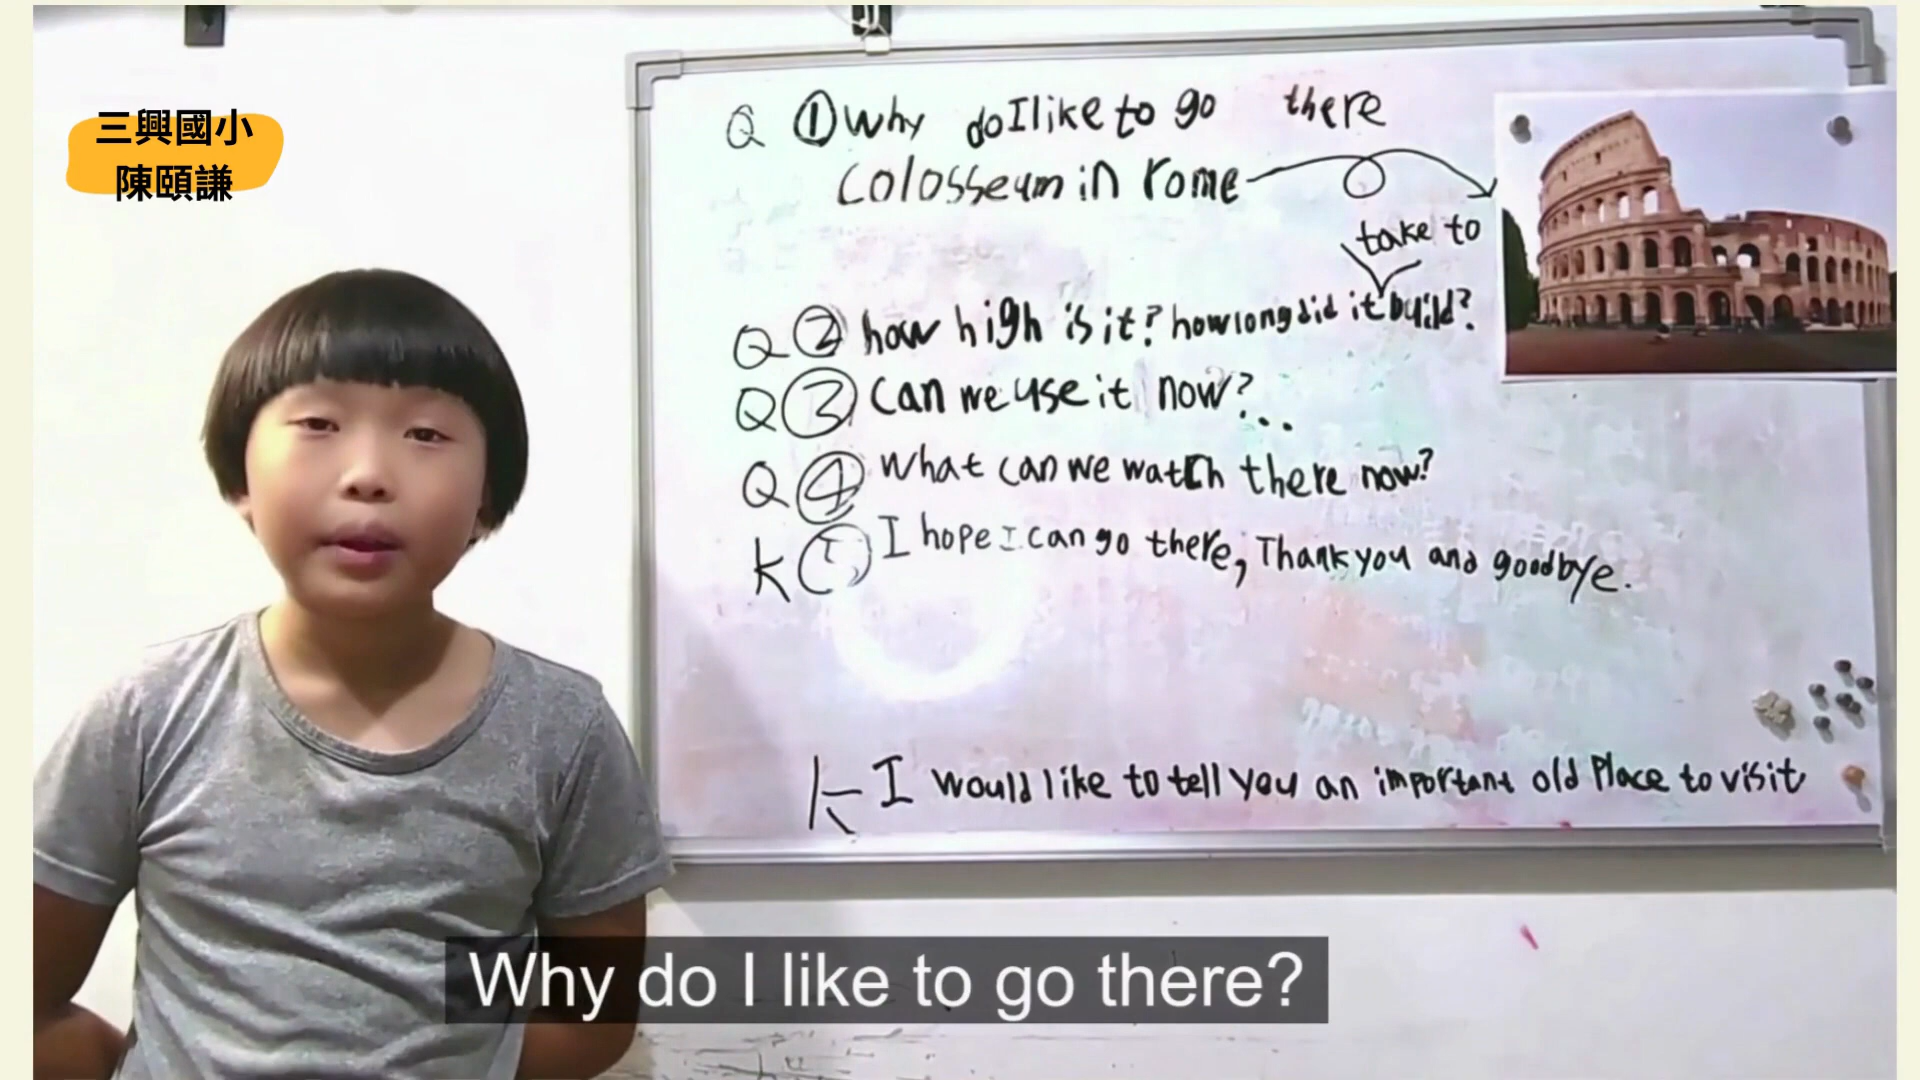 三興國小
陳頤謙
Q ① Why do I like to go there
Colosseum in rome
take to
Q ② how high is it? how long did it build?
Q ③ Can we use it now?..
Q ④ What can we watch there now?
K I hope I can go there, Thank you and goodbye.
K I would like to tell you an important old Place to visit
Why do I like to go there?